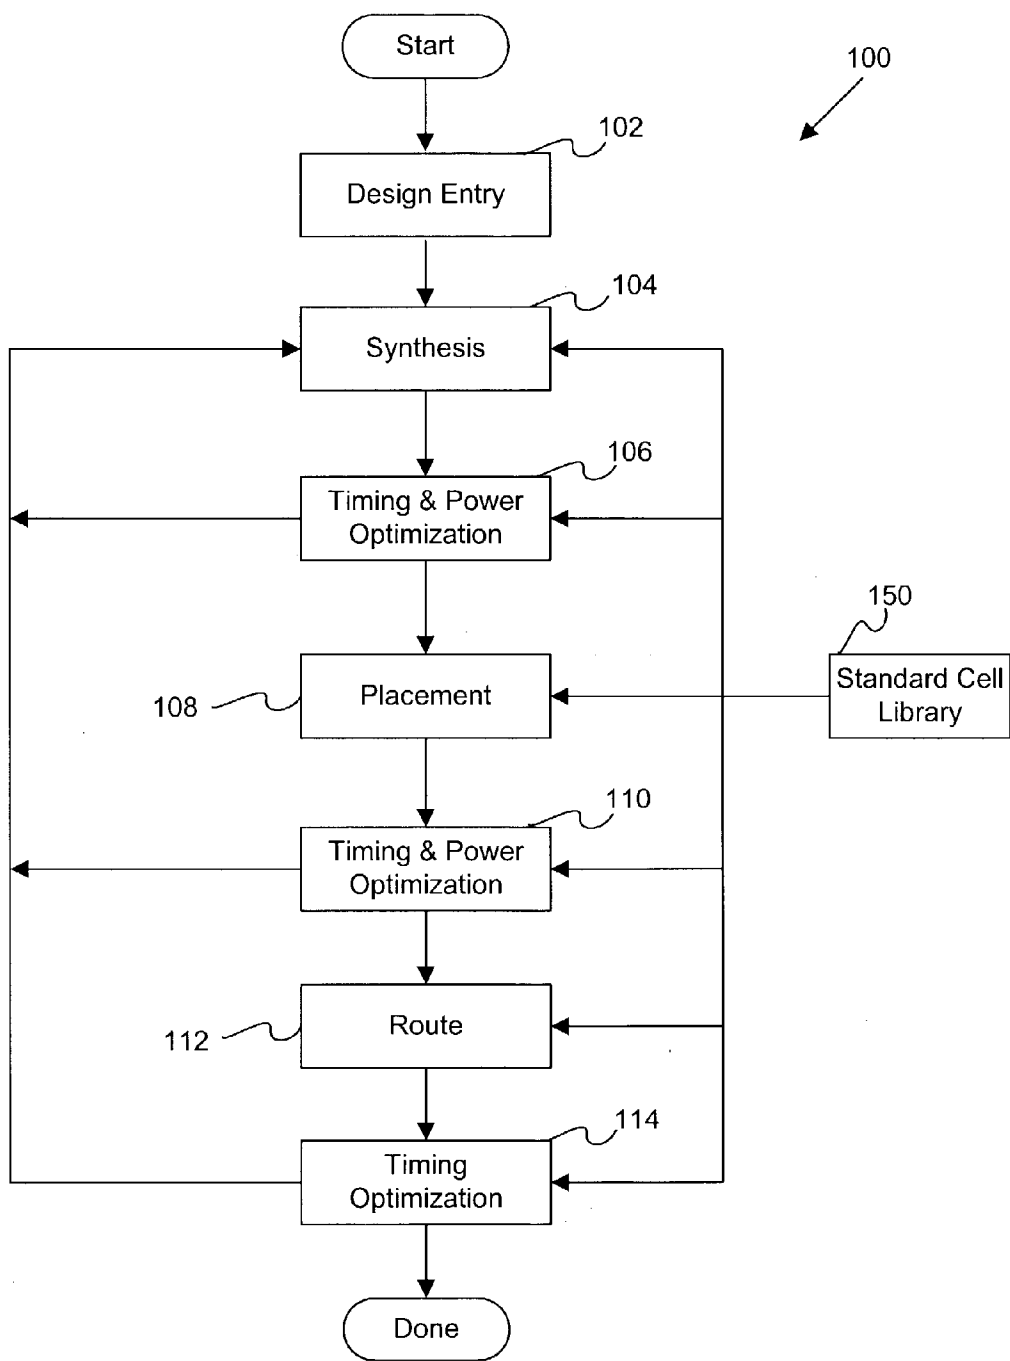 Start
100
102
Design Entry
104
Synthesis
106
Timing & Power
Optimization
150
Standard Cell
Library
Placement
108
110
Timing & Power
Optimization
Route
112
114
Timing
Optimization
Done